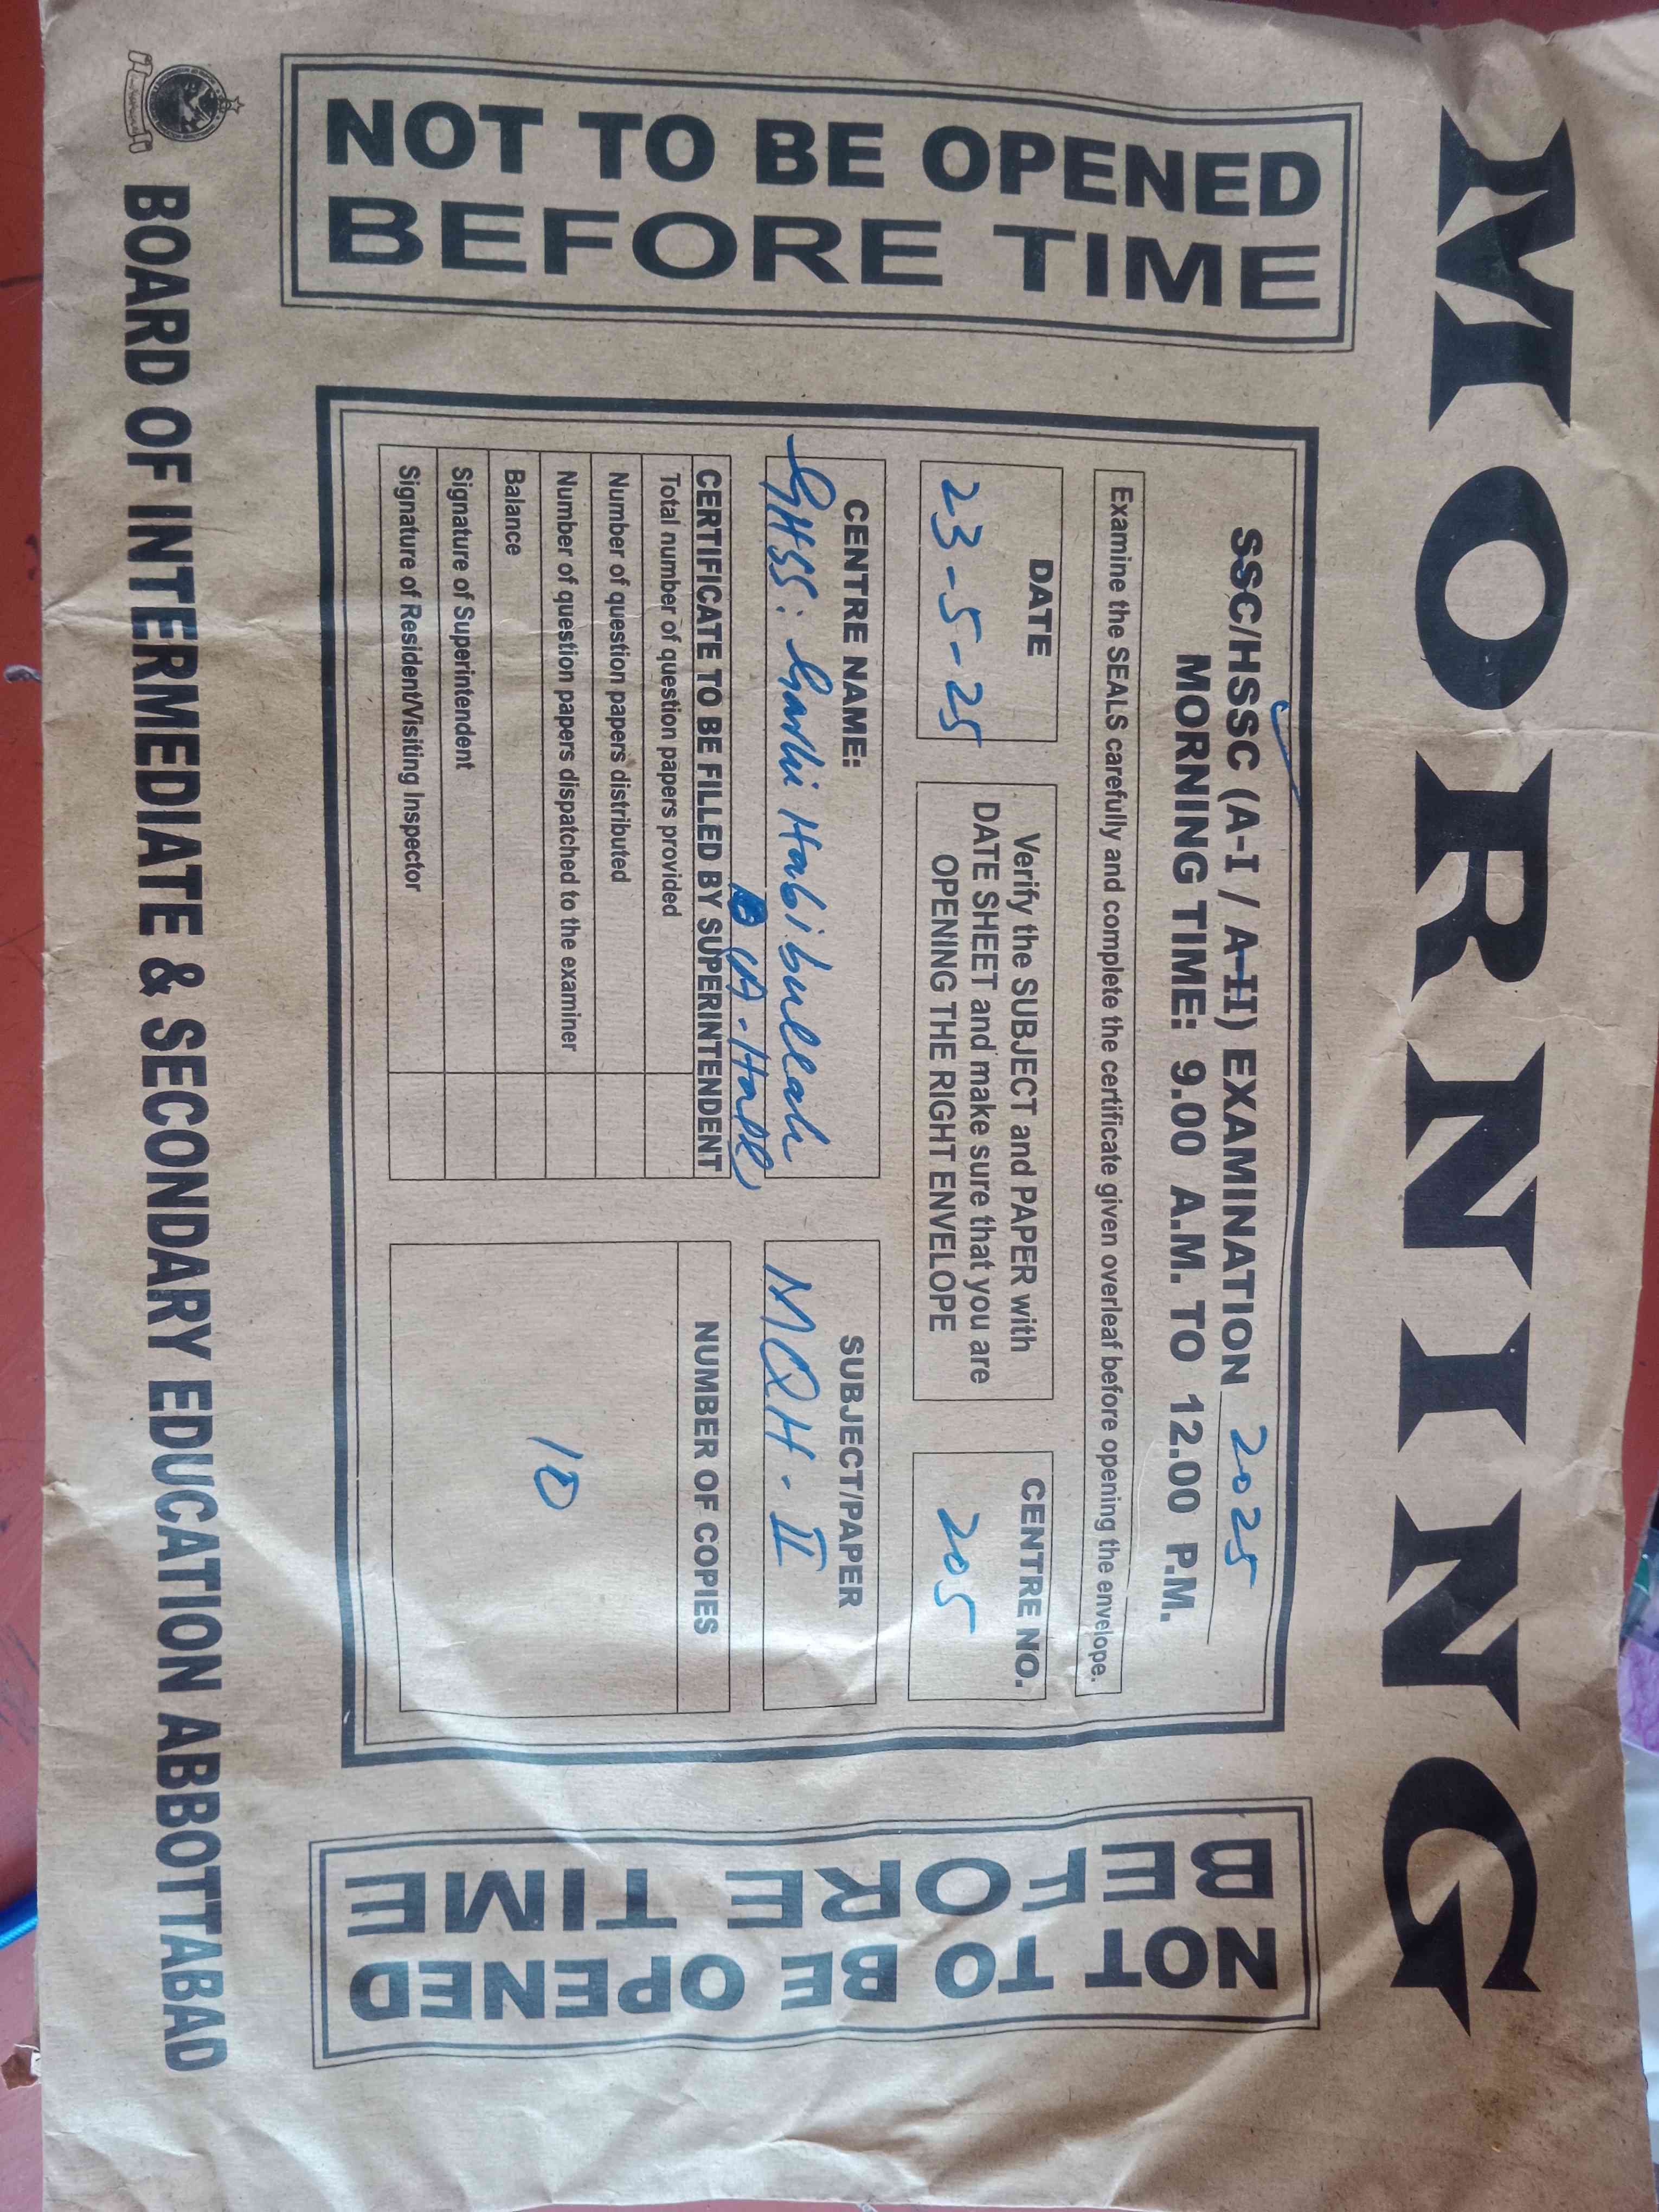 MORNING
NOT TO BE OPENED
BEFORE TIME
SSC/HSSC (A-I / A-II) EXAMINATION 2025
MORNING TIME: 9.00 A.M. TO 12.00 P.M.
Examine the SEALS carefully and complete the certificate given overleaf before opening the envelope.
DATE
23-5-25
Verify the SUBJECT and PAPER with
DATE SHEET and make sure that you are
OPENING THE RIGHT ENVELOPE
CENTRE NO.
205
CENTRE NAME:
GHSS: Garhi Habibullah
(A-Hall)
SUBJECT/PAPER
MQH-II
CERTIFICATE TO BE FILLED BY SUPERINTENDENT
Total number of question papers provided
Number of question papers distributed
Number of question papers dispatched to the examiner
Balance
Signature of Superintendent
Signature of Resident/Visiting Inspector
NUMBER OF COPIES
10
NOT TO BE OPENED
BEFORE TIME
BOARD OF INTERMEDIATE & SECONDARY EDUCATION ABBOTTABAD